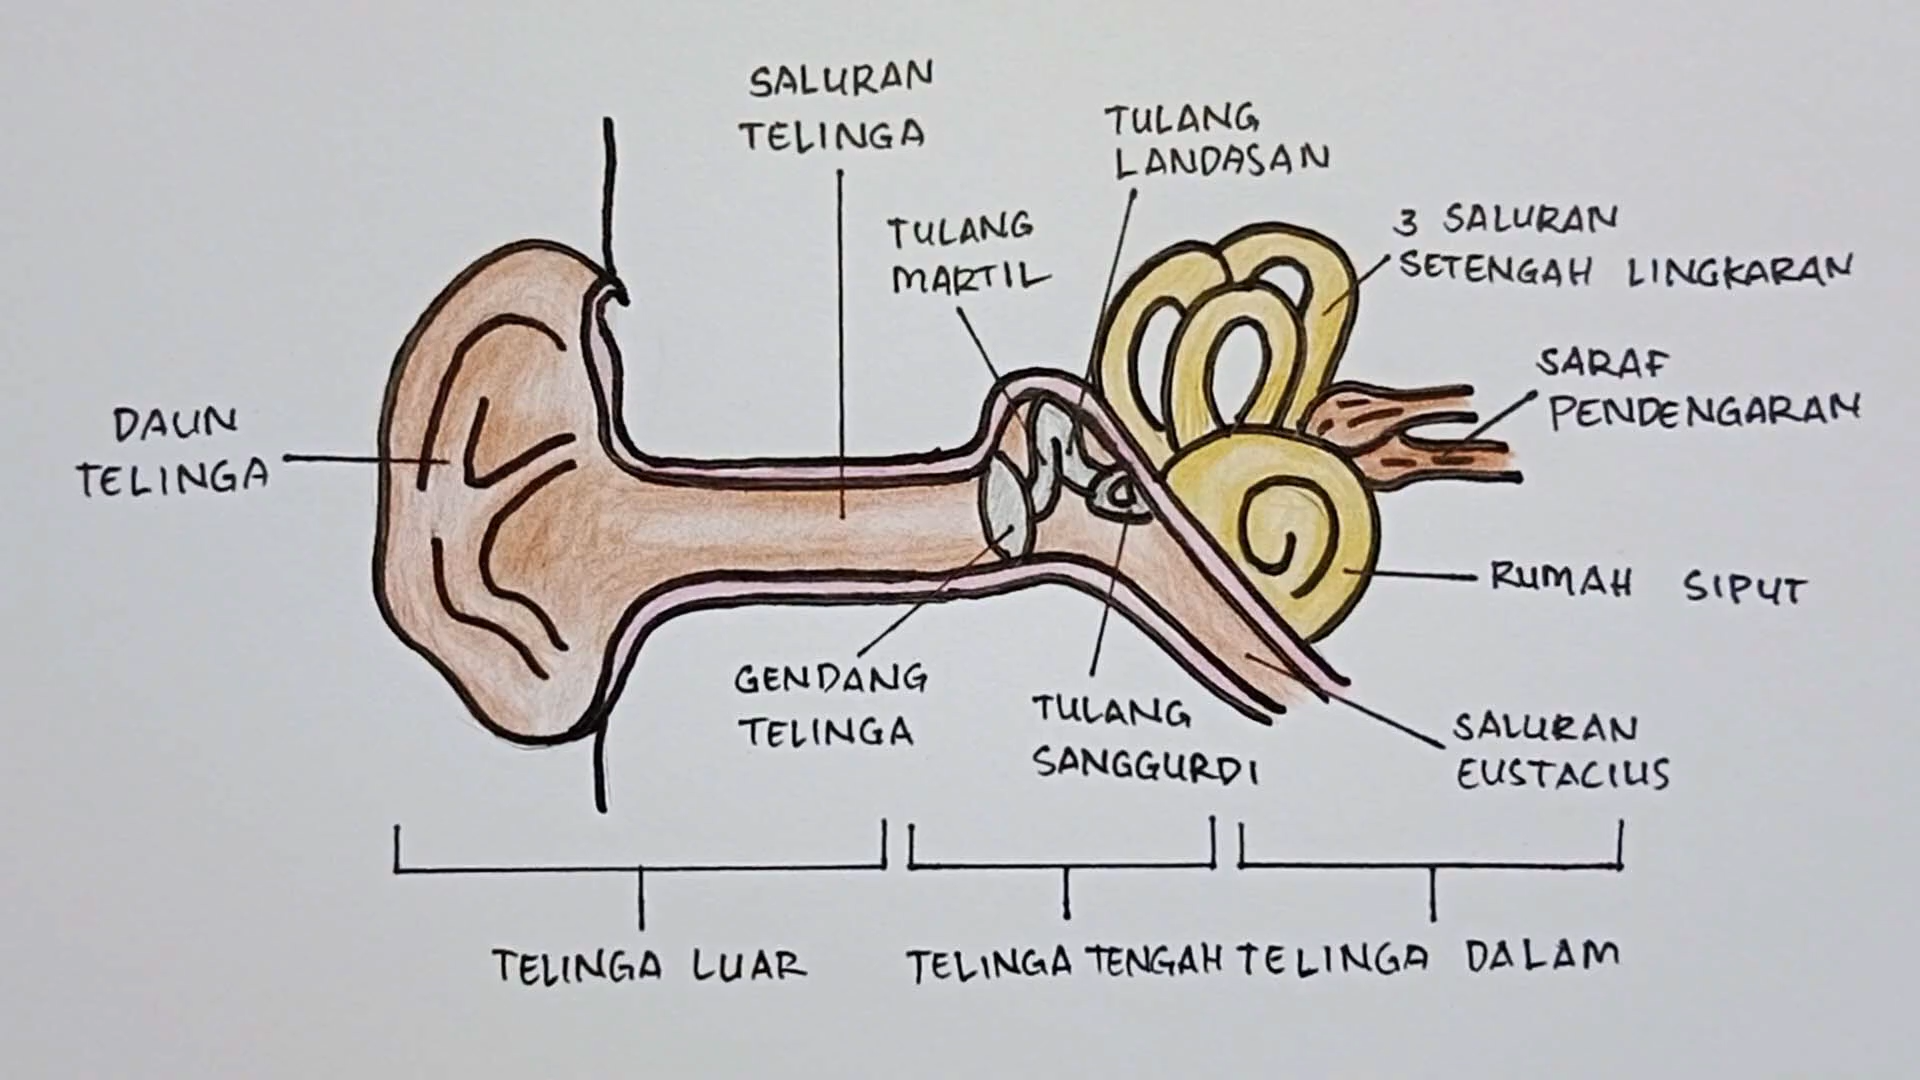 SALURAN
TELINGA
TULANG
LANDASAN
TULANG
MARTIL
3 SALURAN
SETENGAH LINGKARAN
SARAF
PENDENGARAN
DAUN
TELINGA
RUMAH SIPUT
GENDANG
TELINGA
TULANG
SANGGURDI
SALURAN
EUSTACIUS
TELINGA LUAR
TELINGA TENGAH
TELINGA DALAM